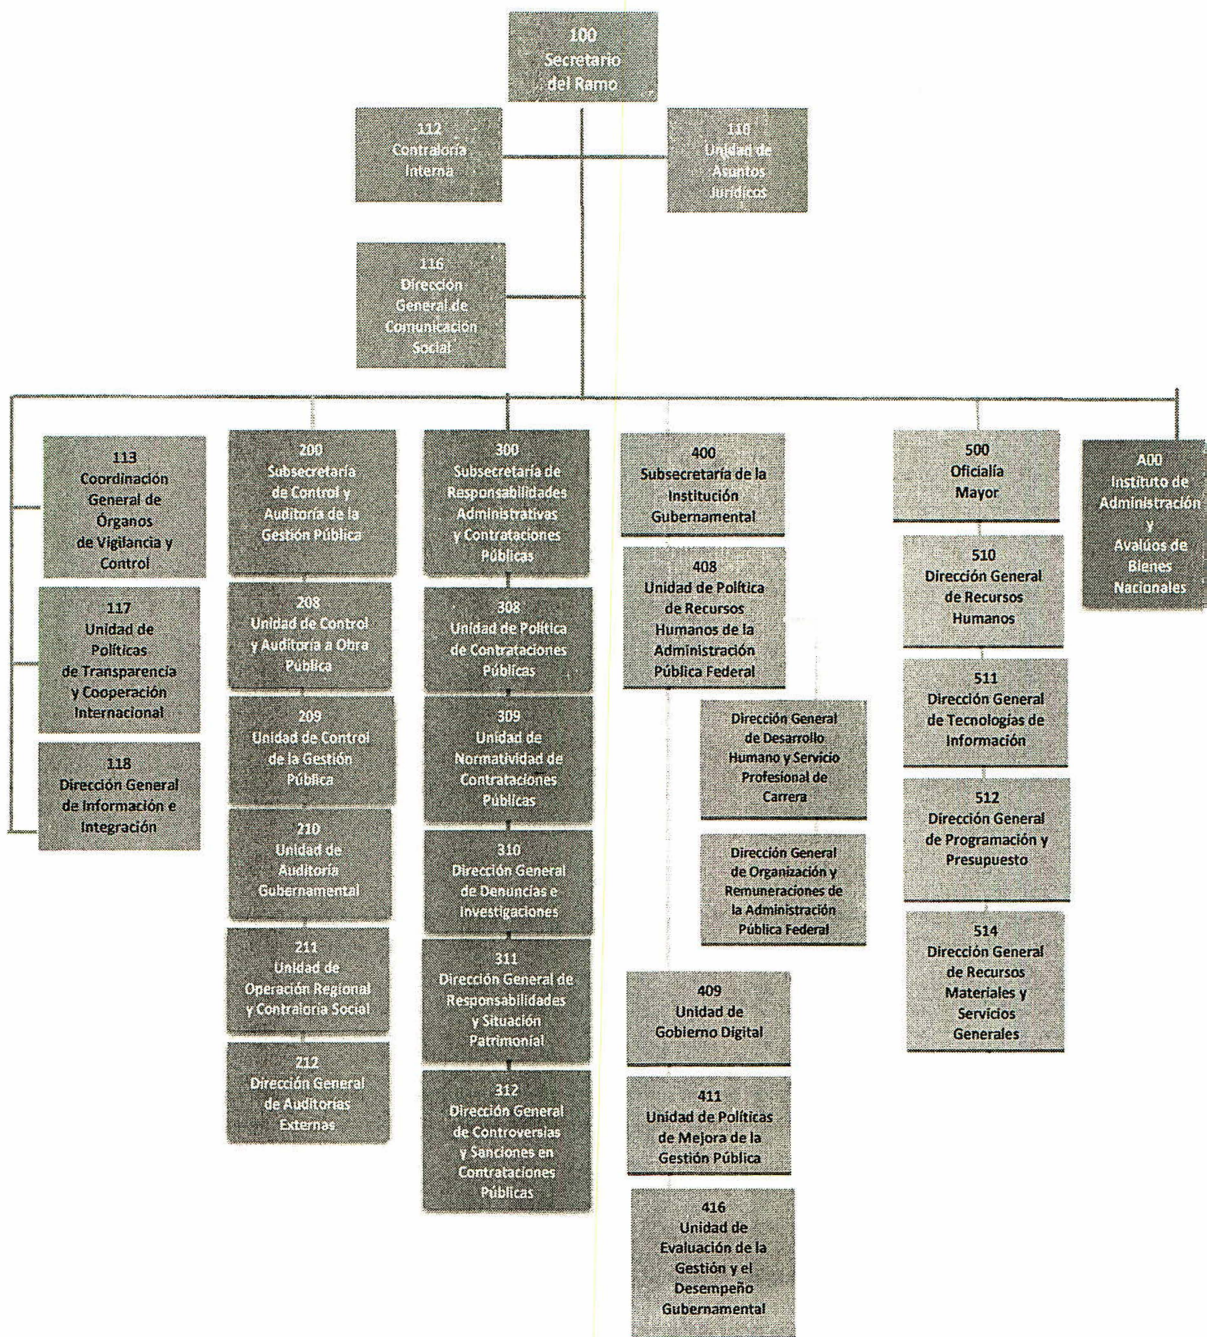 100
Secretario
del Ramo
112
Contraloría
Interna
110
Unidad de
Asuntos
Jurídicos
116
Dirección
General de
Comunicación
Social
113
Coordinación
General de
Órganos
de Vigilancia y
Control
117
Unidad de
Políticas
de Transparencia
y Cooperación
Internacional
118
Dirección General
de Información e
Integración
200
Subsecretaría
de Control y
Auditoría de la
Gestión Pública
208
Unidad de Control
y Auditoría a Obra
Pública
209
Unidad de Control
de la Gestión
Pública
210
Unidad de
Auditoría
Gubernamental
211
Unidad de
Operación Regional
y Contraloría Social
212
Dirección General
de Auditorías
Externas
300
Subsecretaría de
Responsabilidades
Administrativas
y Contrataciones
Públicas
308
Unidad de Política
de Contrataciones
Públicas
309
Unidad de
Normatividad de
Contrataciones
Públicas
310
Dirección General
de Denuncias e
Investigaciones
311
Dirección General de
Responsabilidades
y Situación
Patrimonial
312
Dirección General
de Controversias
y Sanciones en
Contrataciones
Públicas
400
Subsecretaría de la
Institución
Gubernamental
408
Unidad de Política
de Recursos
Humanos de la
Administración
Pública Federal
Dirección General
de Desarrollo
Humano y Servicio
Profesional de
Carrera
Dirección General
de Organización y
Remuneraciones de
la Administración
Pública Federal
409
Unidad de
Gobierno Digital
411
Unidad de Políticas
de Mejora de la
Gestión Pública
416
Unidad de
Evaluación de la
Gestión y el
Desempeño
Gubernamental
500
Oficialía
Mayor
510
Dirección General
de Recursos
Humanos
511
Dirección General
de Tecnologías de
Información
512
Dirección General
de Programación y
Presupuesto
514
Dirección General
de Recursos
Materiales y
Servicios
Generales
A00
Instituto de
Administración
y
Avalúos de
Bienes
Nacionales